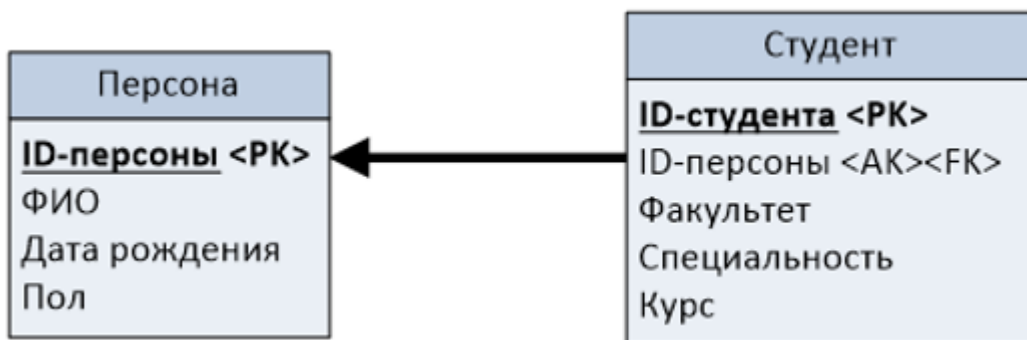 Персона
ID-персоны <PK>
ФИО
Дата рождения
Пол
Студент
ID-студента <PK>
ID-персоны <AK><FK>
Факультет
Специальность
Курс